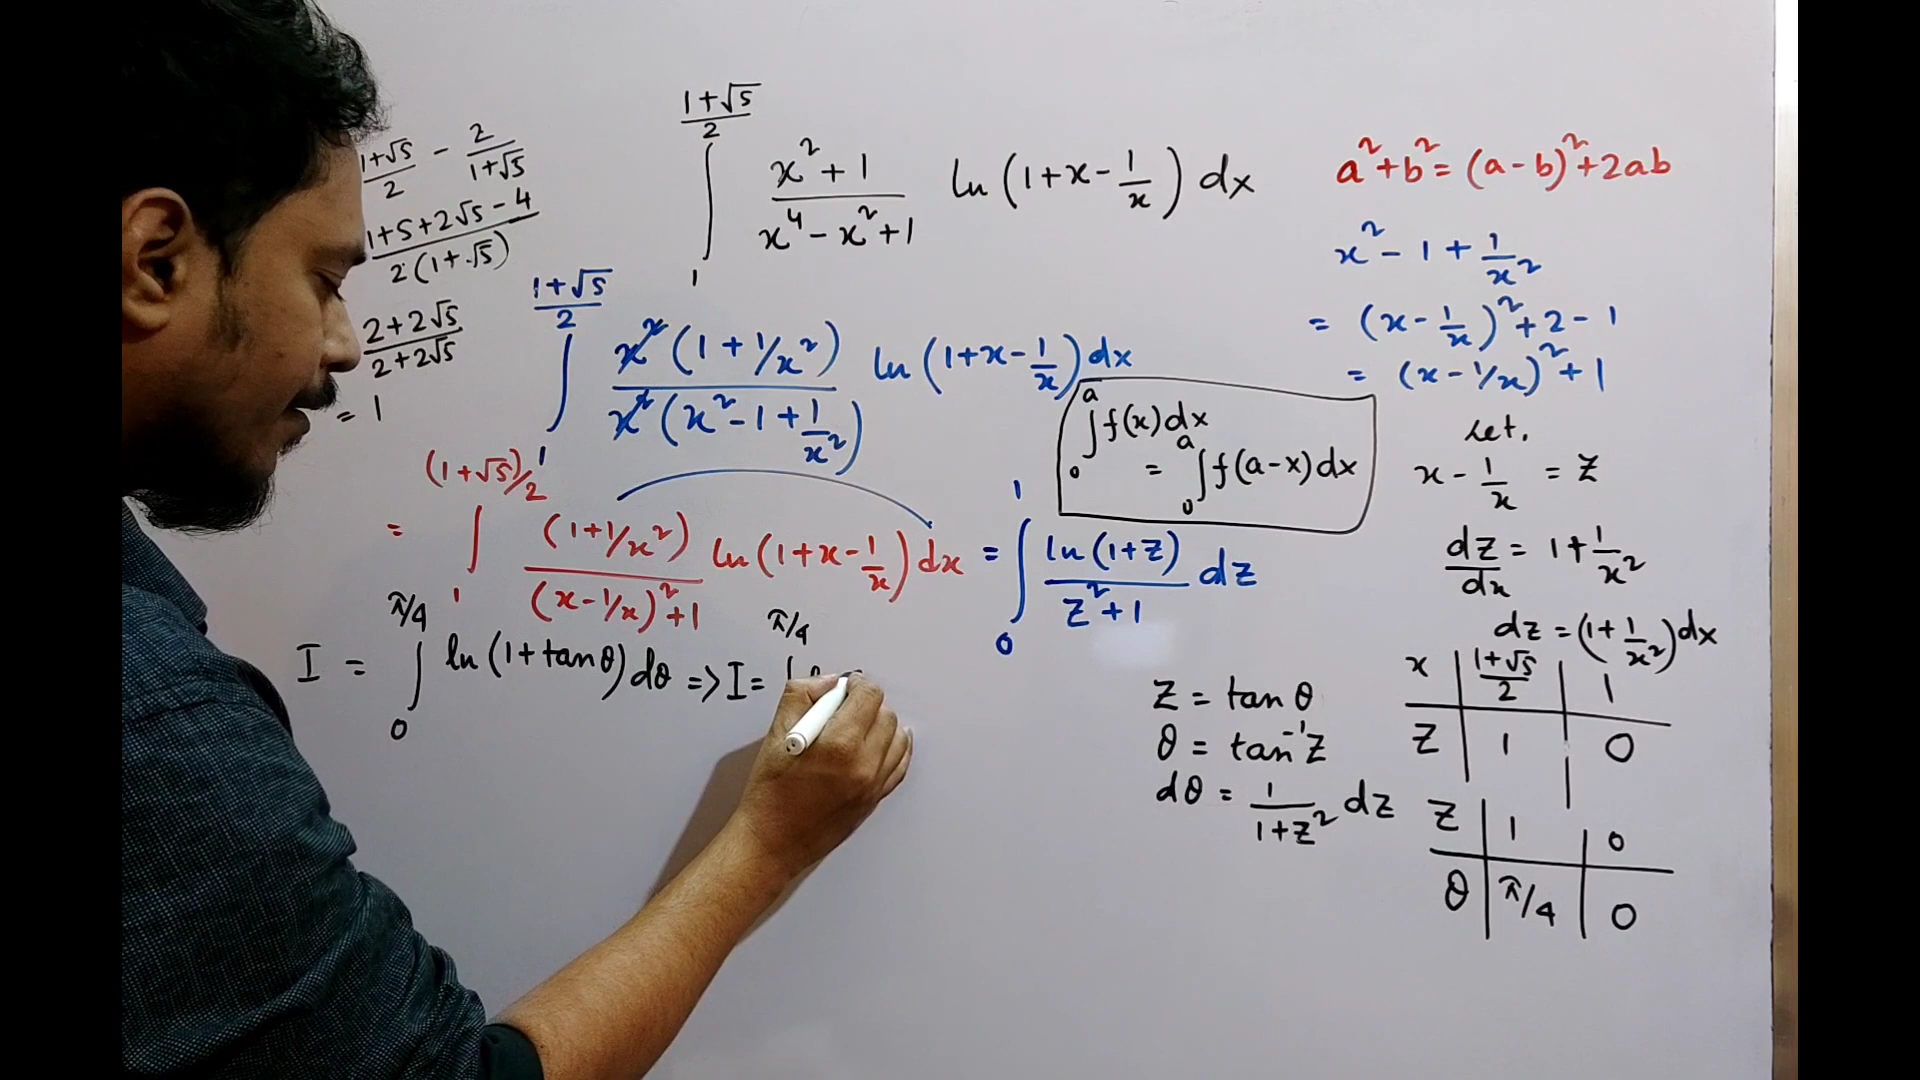 (1+√5)/2 - 2/(1+√5)
(1+5+2√5-4)/(2(1+√5))
(2+2√5)/(2+2√5)
= 1
∫₁^((1+√5)/2) (x²+1)/(x⁴-x²+1) ln(1+x-1/x) dx
∫₁^((1+√5)/2) x²(1+1/x²)/(x²(x²-1+1/x²)) ln(1+x-1/x) dx
= ∫₁^((1+√5)/2) (1+1/x²)/((x-1/x)²+1) ln(1+x-1/x) dx = ∫₀¹ ln(1+z)/(z²+1) dz
I = ∫₀^(π/4) ln(1+tanθ) dθ => I = ∫^(π/4)
∫₀^a f(x)dx
= ∫₀^a f(a-x)dx
a²+b² = (a-b)²+2ab
x² - 1 + 1/x²
= (x-1/x)²+2-1
= (x-1/x)²+1
Let.
x - 1/x = z
dz/dx = 1+1/x²
dz = (1+1/x²)dx
x | (1+√5)/2 | 1
z | 1 | 0
z = tanθ
θ = tan⁻¹z
dθ = 1/(1+z²) dz
z | 1 | 0
θ | π/4 | 0